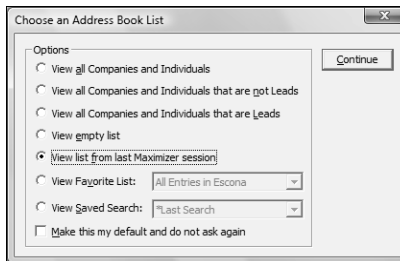 Choose an Address Book List
Options
View all Companies and Individuals
Continue
View all Companies and Individuals that are not Leads
View all Companies and Individuals that are Leads
View empty list
View list from last Maximizer session
View Favorite List: All Entries in Escona
View Saved Search: *Last Search
Make this my default and do not ask again